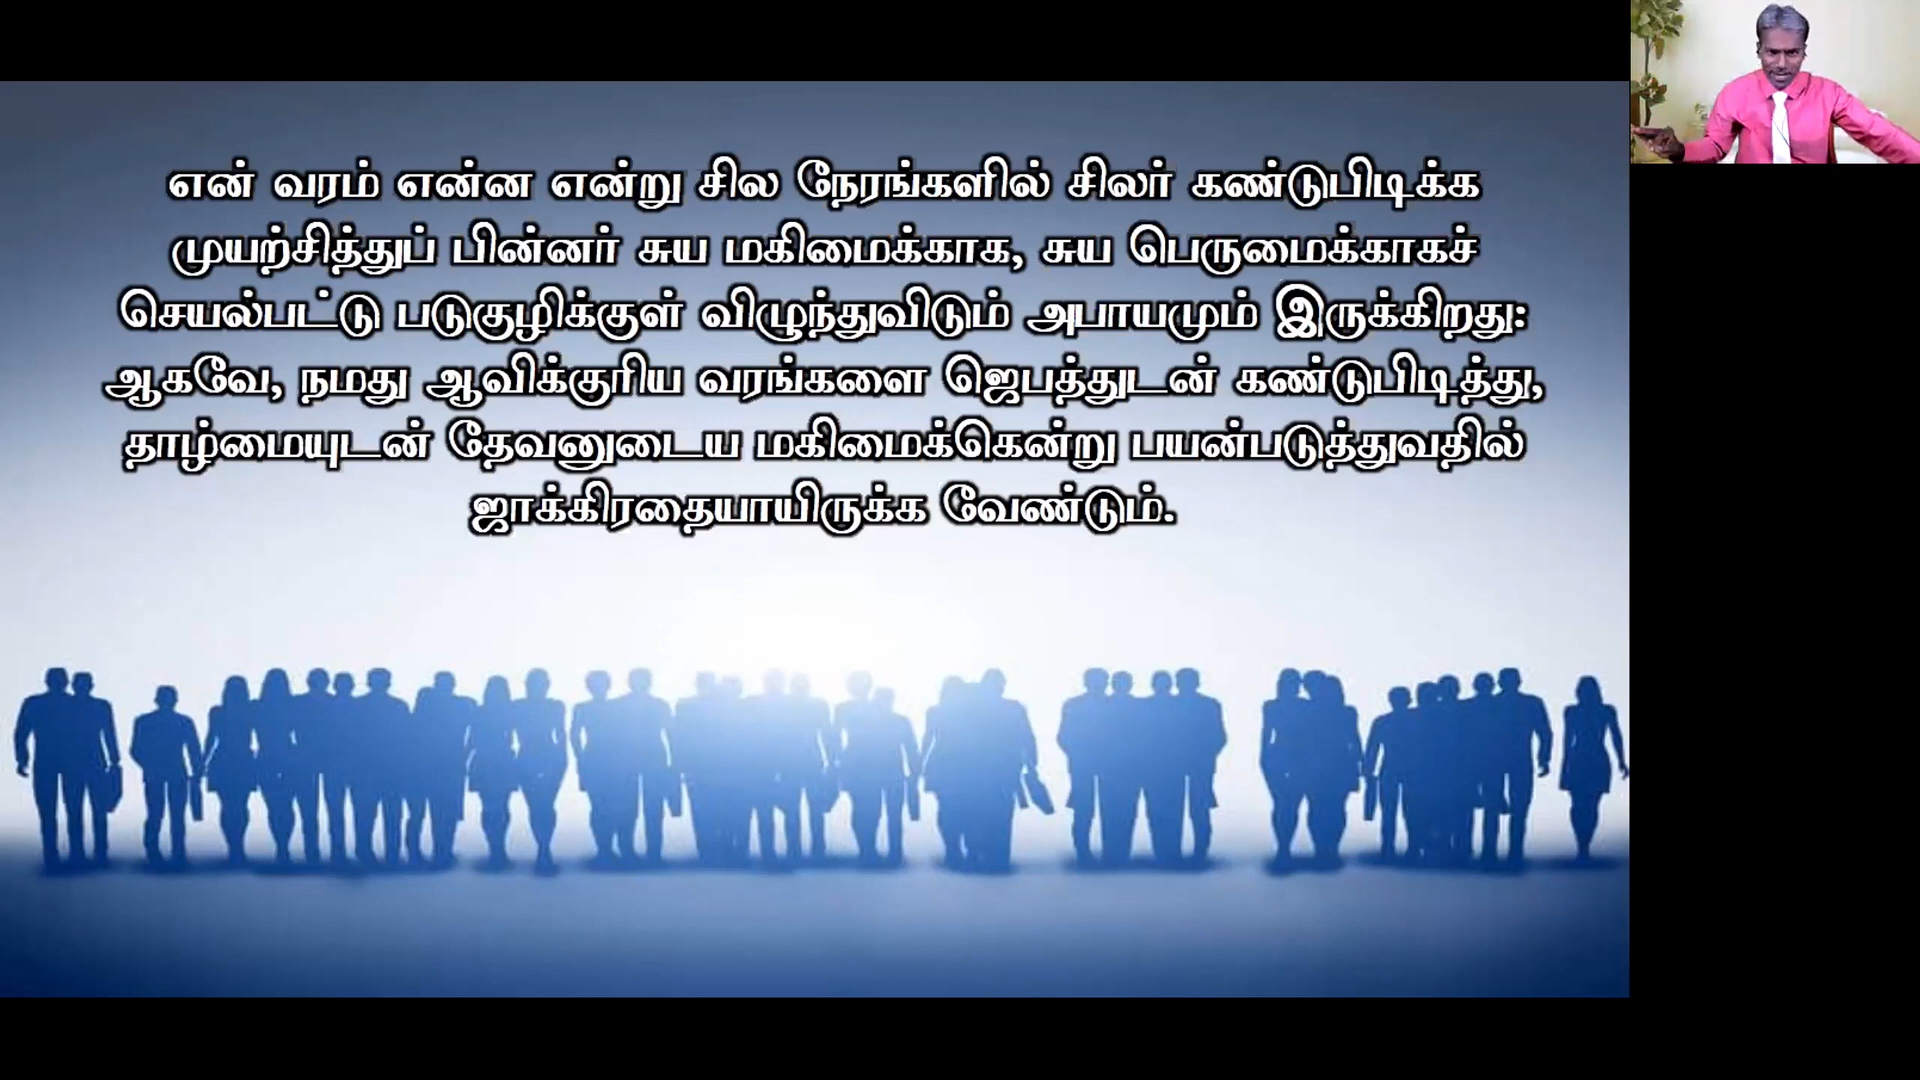 என் வரம் என்ன என்று சில நேரங்களில் சிலர் கண்டுபிடிக்க
முயற்சித்துப் பின்னர் சுய மகிமைக்காக, சுய பெருமைக்காகச்
செயல்பட்டு படுகுழிக்குள் விழுந்துவிடும் அபாயமும் இருக்கிறது:
ஆகவே, நமது ஆவிக்குரிய வரங்களை ஜெபத்துடன் கண்டுபிடித்து,
தாழ்மையுடன் தேவனுடைய மகிமைக்கென்று பயன்படுத்துவதில்
ஜாக்கிரதையாயிருக்க வேண்டும்.